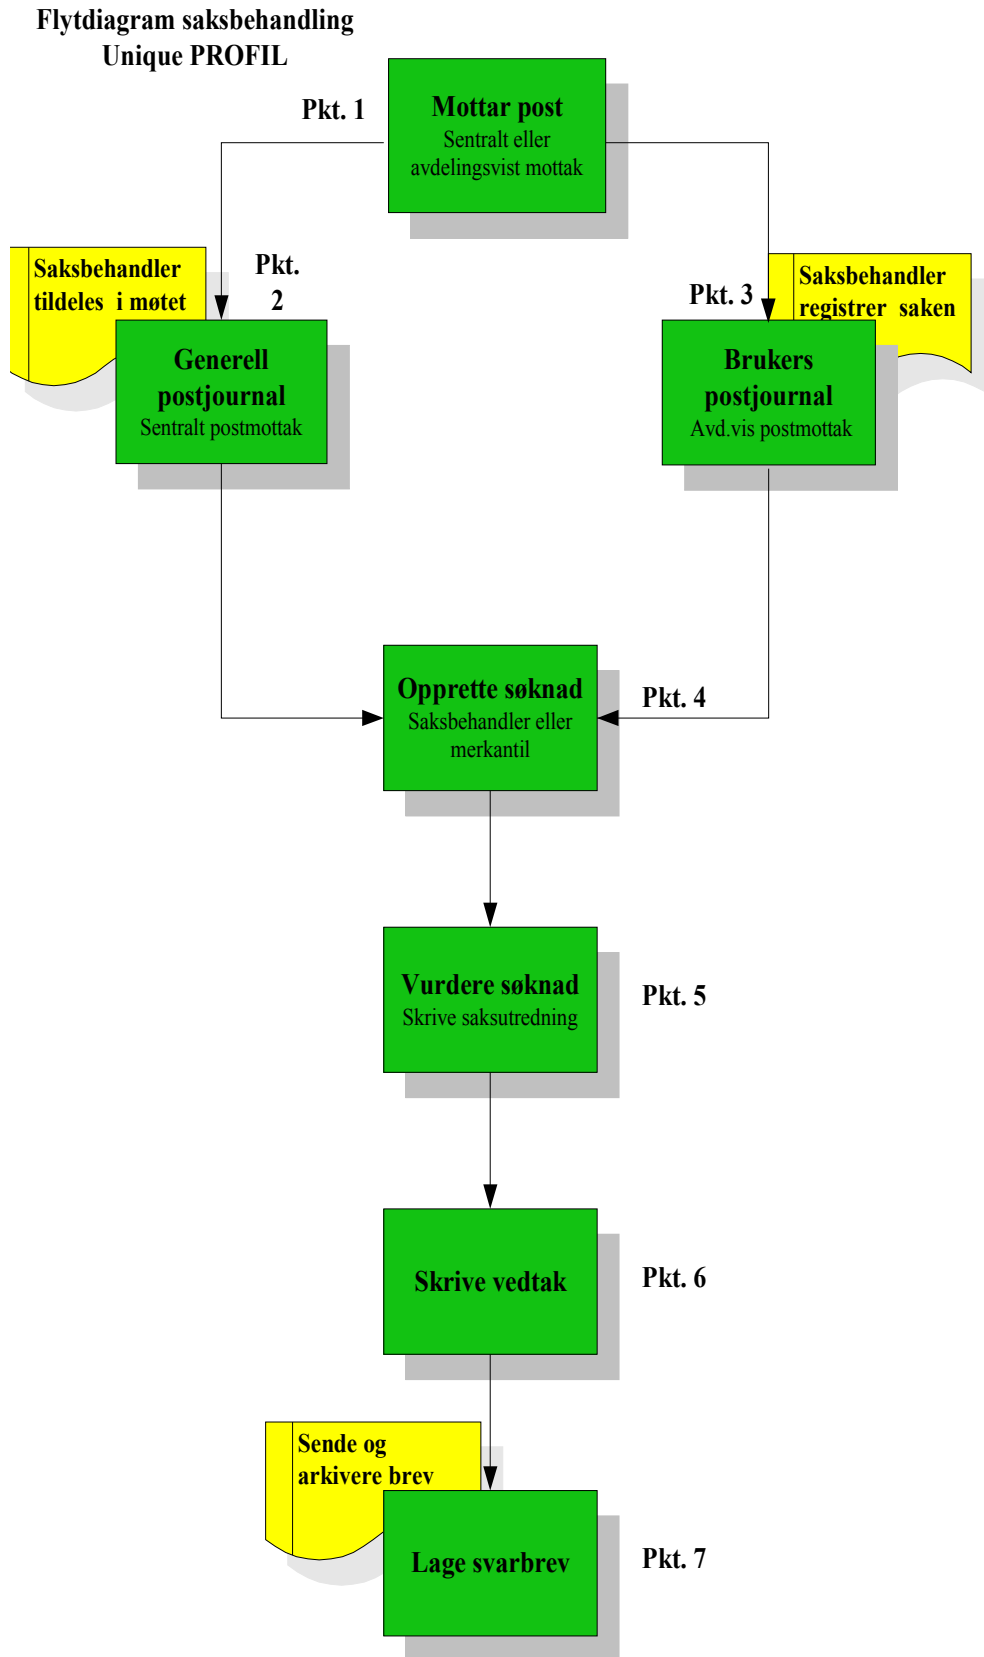 Flytdiagram saksbehandling
Unique PROFIL
Pkt. 1
Mottar post
Sentralt eller
avdelingsvist mottak
Saksbehandler
tildeles i møtet
Pkt.
2
Generell
postjournal
Sentralt postmottak
Pkt. 3
Saksbehandler
registrer saken
Brukers
postjournal
Avd.vis postmottak
Opprette søknad
Saksbehandler eller
merkantil
Pkt. 4
Vurdere søknad
Skrive saksutredning
Pkt. 5
Skrive vedtak
Pkt. 6
Sende og
arkivere brev
Lage svarbrev
Pkt. 7